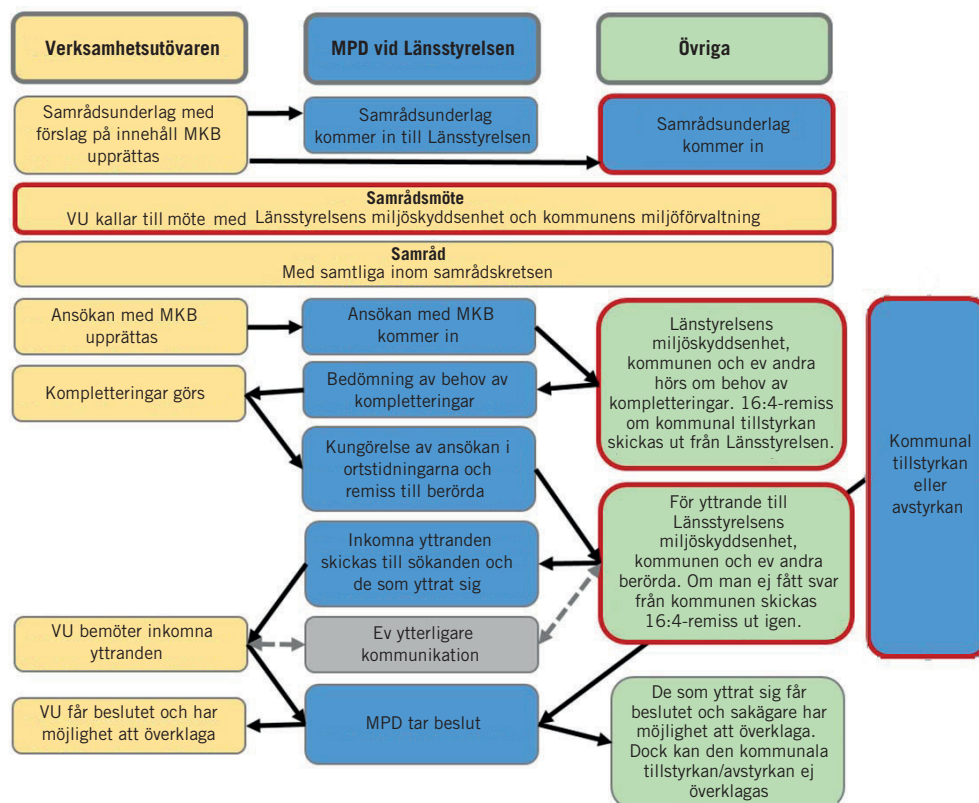 Verksamhetsutövaren
MPD vid Länsstyrelsen
Övriga
Samrådsunderlag med
förslag på innehåll MKB
upprättas
Samrådsunderlag
kommer in till Länsstyrelsen
Samrådsunderlag
kommer in
Samrådsmöte
VU kallar till möte med Länsstyrelsens miljöskyddsenhet och kommunens miljöförvaltning
Samråd
Med samtliga inom samrådskretsen
Ansökan med MKB
upprättas
Ansökan med MKB
kommer in
Länstyrelsens
miljöskyddsenhet,
kommunen och ev andra
hörs om behov av
kompletteringar. 16:4-remiss
om kommunal tillstyrkan
skickas ut från Länsstyrelsen.
Kompletteringar görs
Bedömning av behov av
kompletteringar
Kungörelse av ansökan i
ortstidningarna och
remiss till berörda
Kommunal
tillstyrkan
eller
avstyrkan
För yttrande till
Länsstyrelsens
miljöskyddsenhet,
kommunen och ev andra
berörda. Om man ej fått svar
från kommunen skickas
16:4-remiss ut igen.
Inkomna yttranden
skickas till sökanden och
de som yttrat sig
VU bemöter inkomna
yttranden
Ev ytterligare
kommunikation
VU får beslutet och har
möjlighet att överklaga
MPD tar beslut
De som yttrat sig får
beslutet och sakägare har
möjlighet att överklaga.
Dock kan den kommunala
tillstyrkan/avstyrkan ej
överklagas